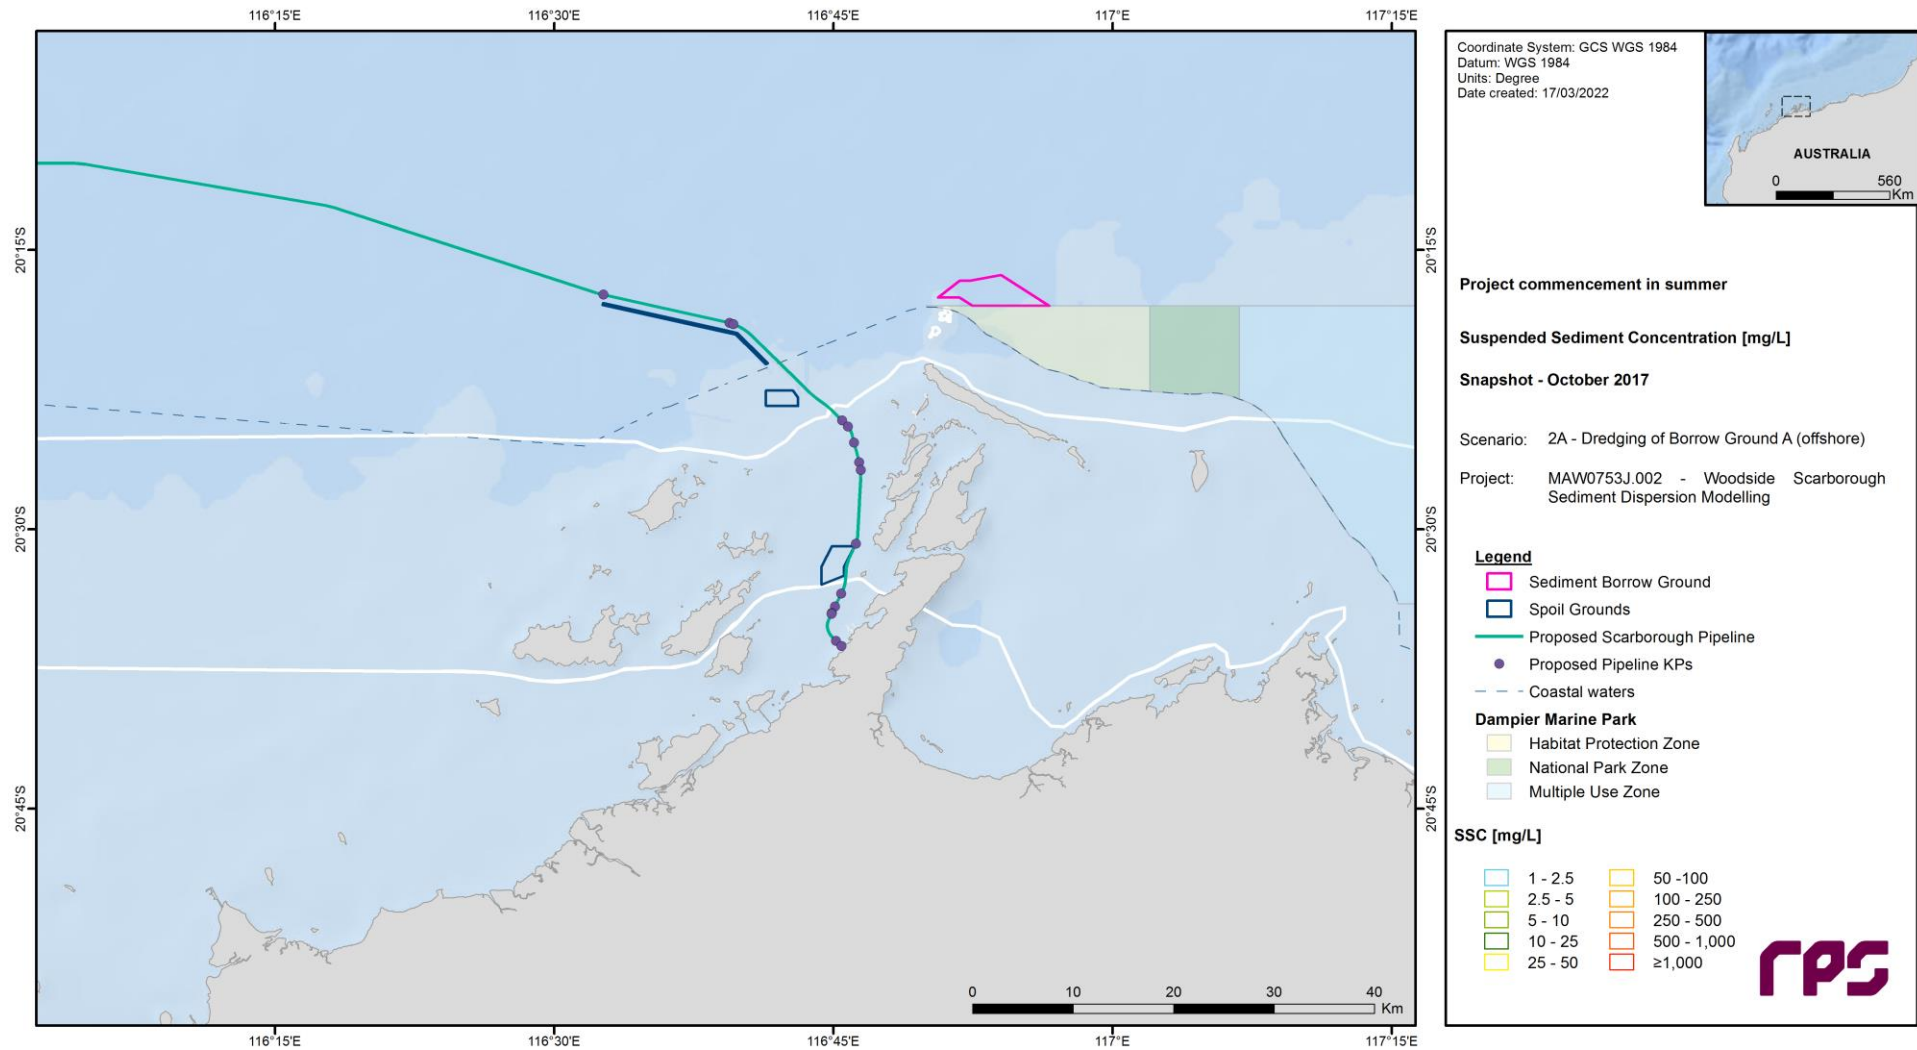 116°15'E 116°30'E 116°45'E 117°E 117°15'E
20°15'S 20°15'S
20°30'S 20°30'S
20°45'S 20°45'S
0 10 20 30 40
Km
116°15'E 116°30'E 116°45'E 117°E 117°15'E
Coordinate System: GCS WGS 1984
Datum: WGS 1984
Units: Degree
Date created: 17/03/2022
AUSTRALIA
0 560
Km
Project commencement in summer
Suspended Sediment Concentration [mg/L]
Snapshot - October 2017
Scenario: 2A - Dredging of Borrow Ground A (offshore)
Project: MAW0753J.002 - Woodside Scarborough
Sediment Dispersion Modelling
Legend
Sediment Borrow Ground
Spoil Grounds
Proposed Scarborough Pipeline
Proposed Pipeline KPs
Coastal waters
Dampier Marine Park
Habitat Protection Zone
National Park Zone
Multiple Use Zone
SSC [mg/L]
1 - 2.5 50 -100
2.5 - 5 100 - 250
5 - 10 250 - 500
10 - 25 500 - 1,000
25 - 50 ≥1,000
rps